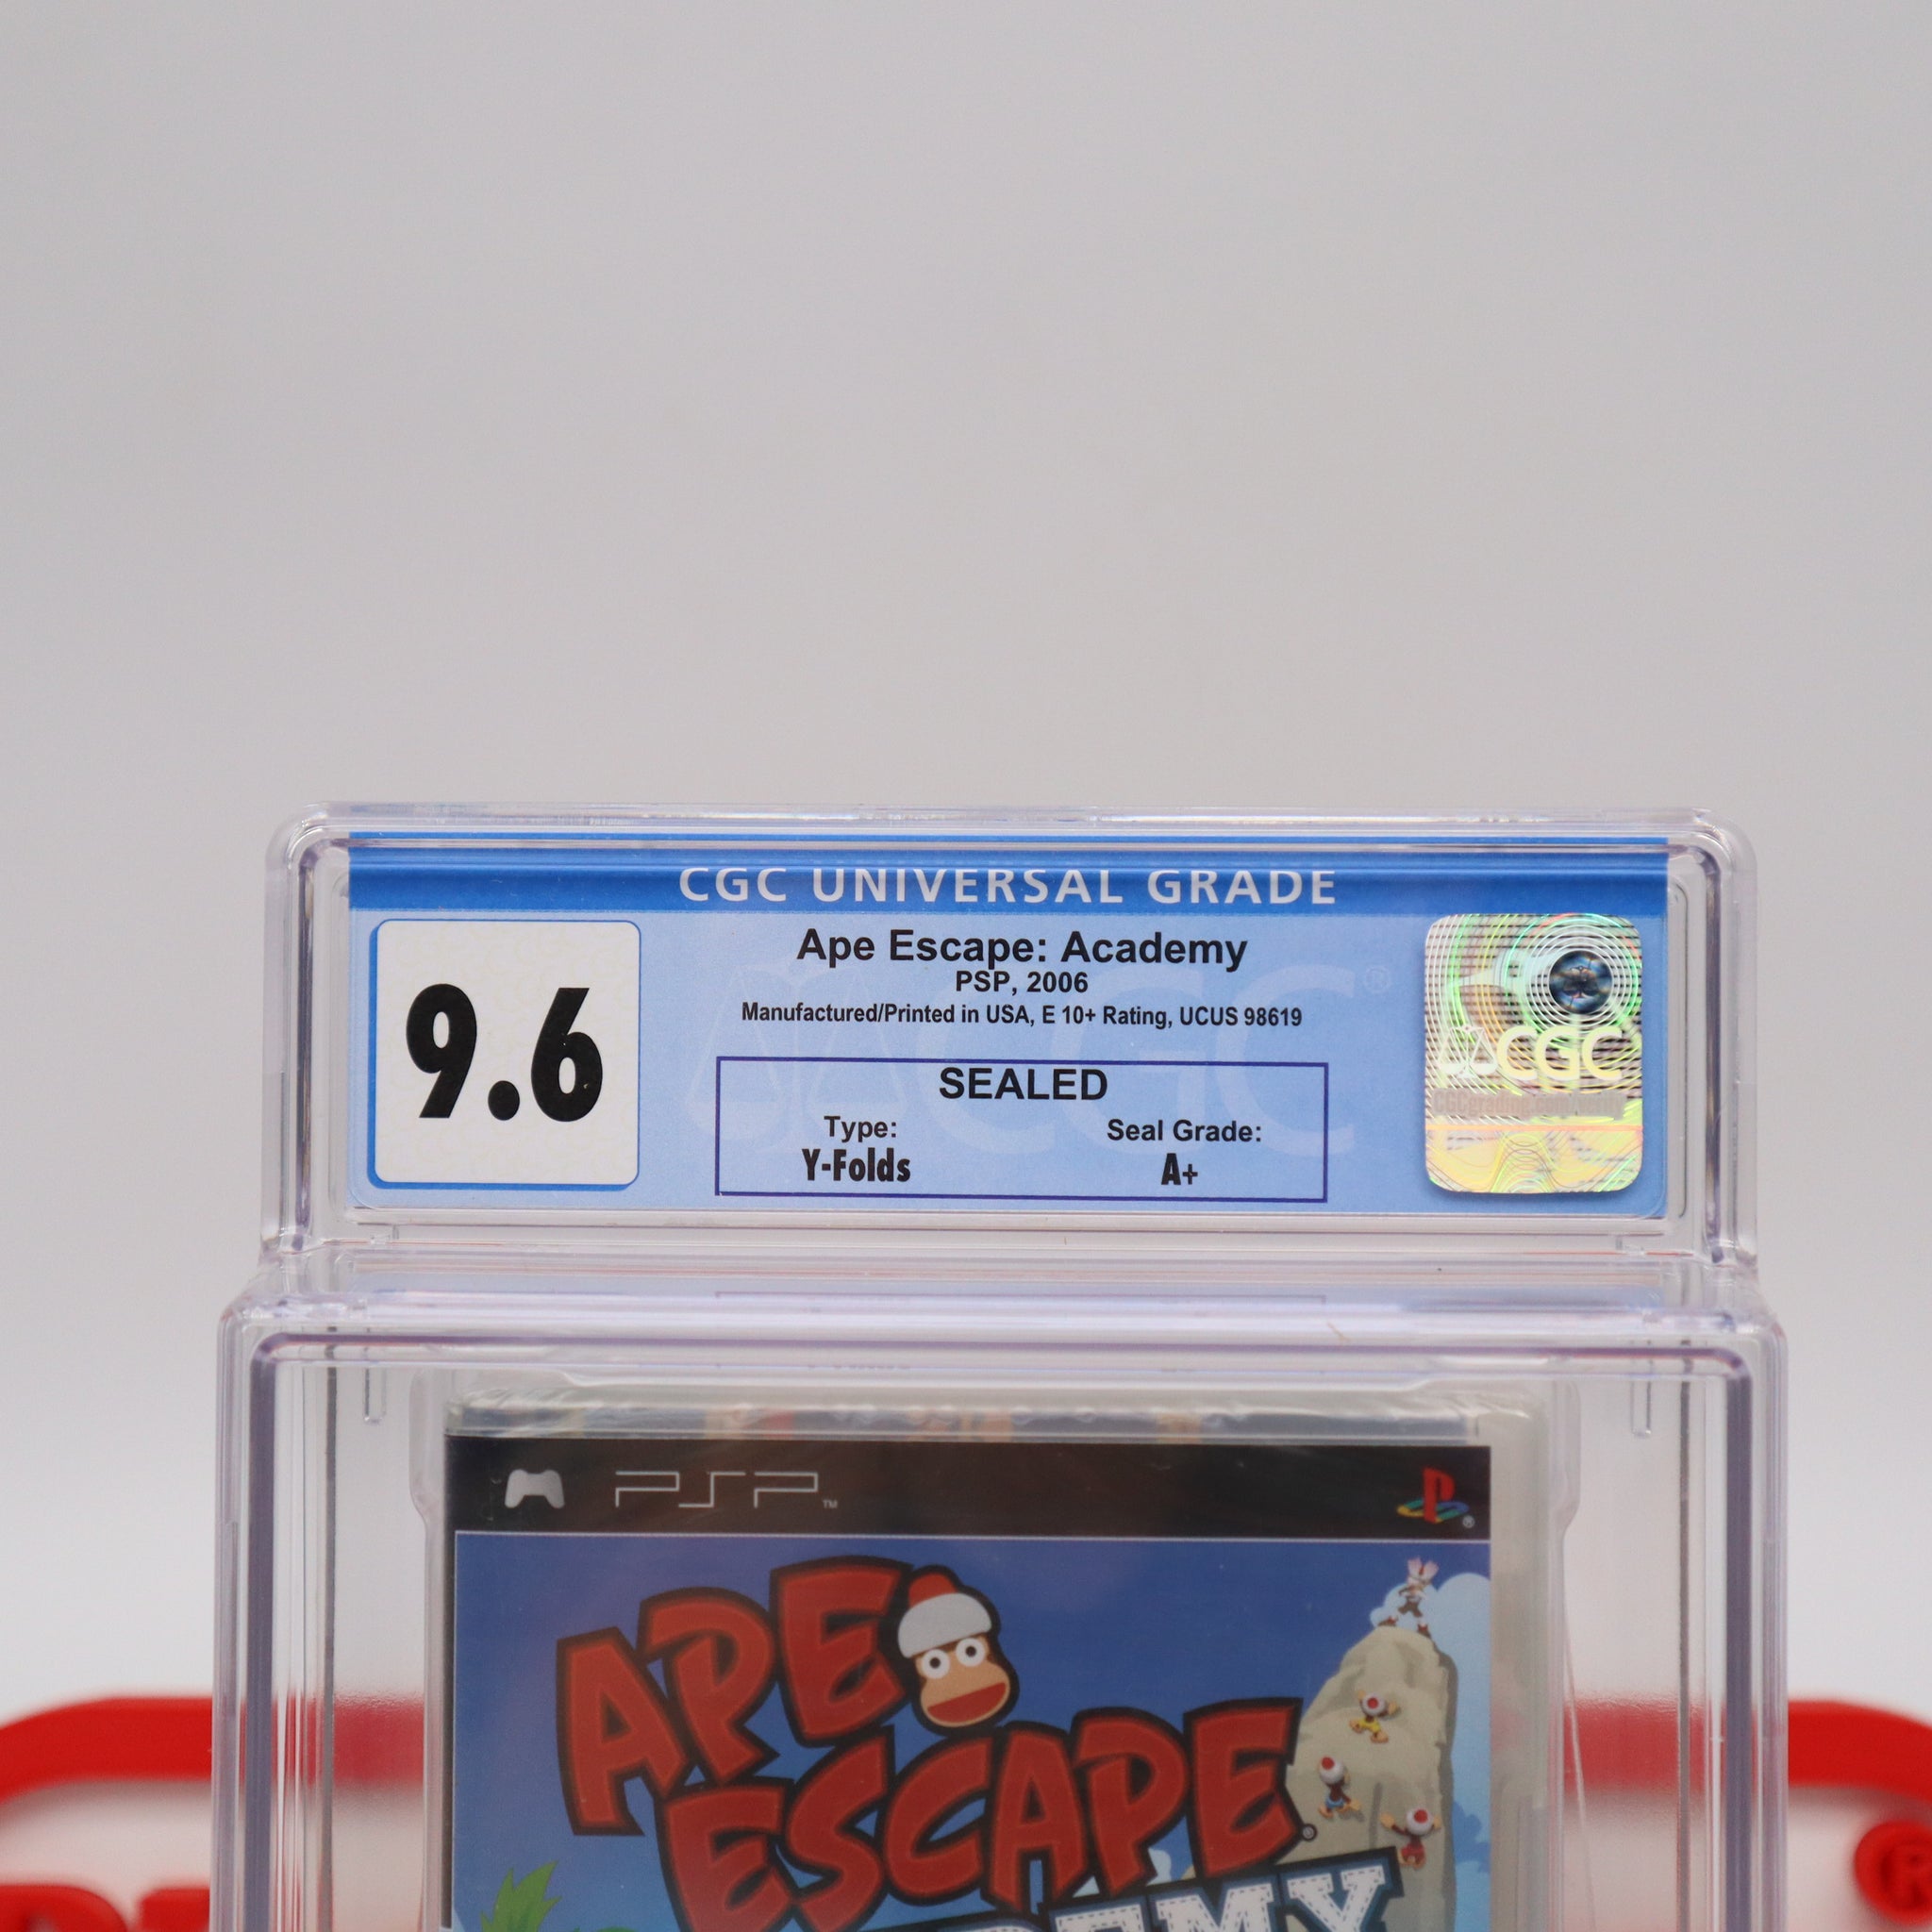 CGC UNIVERSAL GRADE
9.6
Ape Escape: Academy
PSP, 2006
Manufactured/Printed in USA, E 10+ Rating, UCUS 98619
SEALED
Type:
Seal Grade:
Y-Folds
A+
CGC
PSP™
APE
ESCAPE®